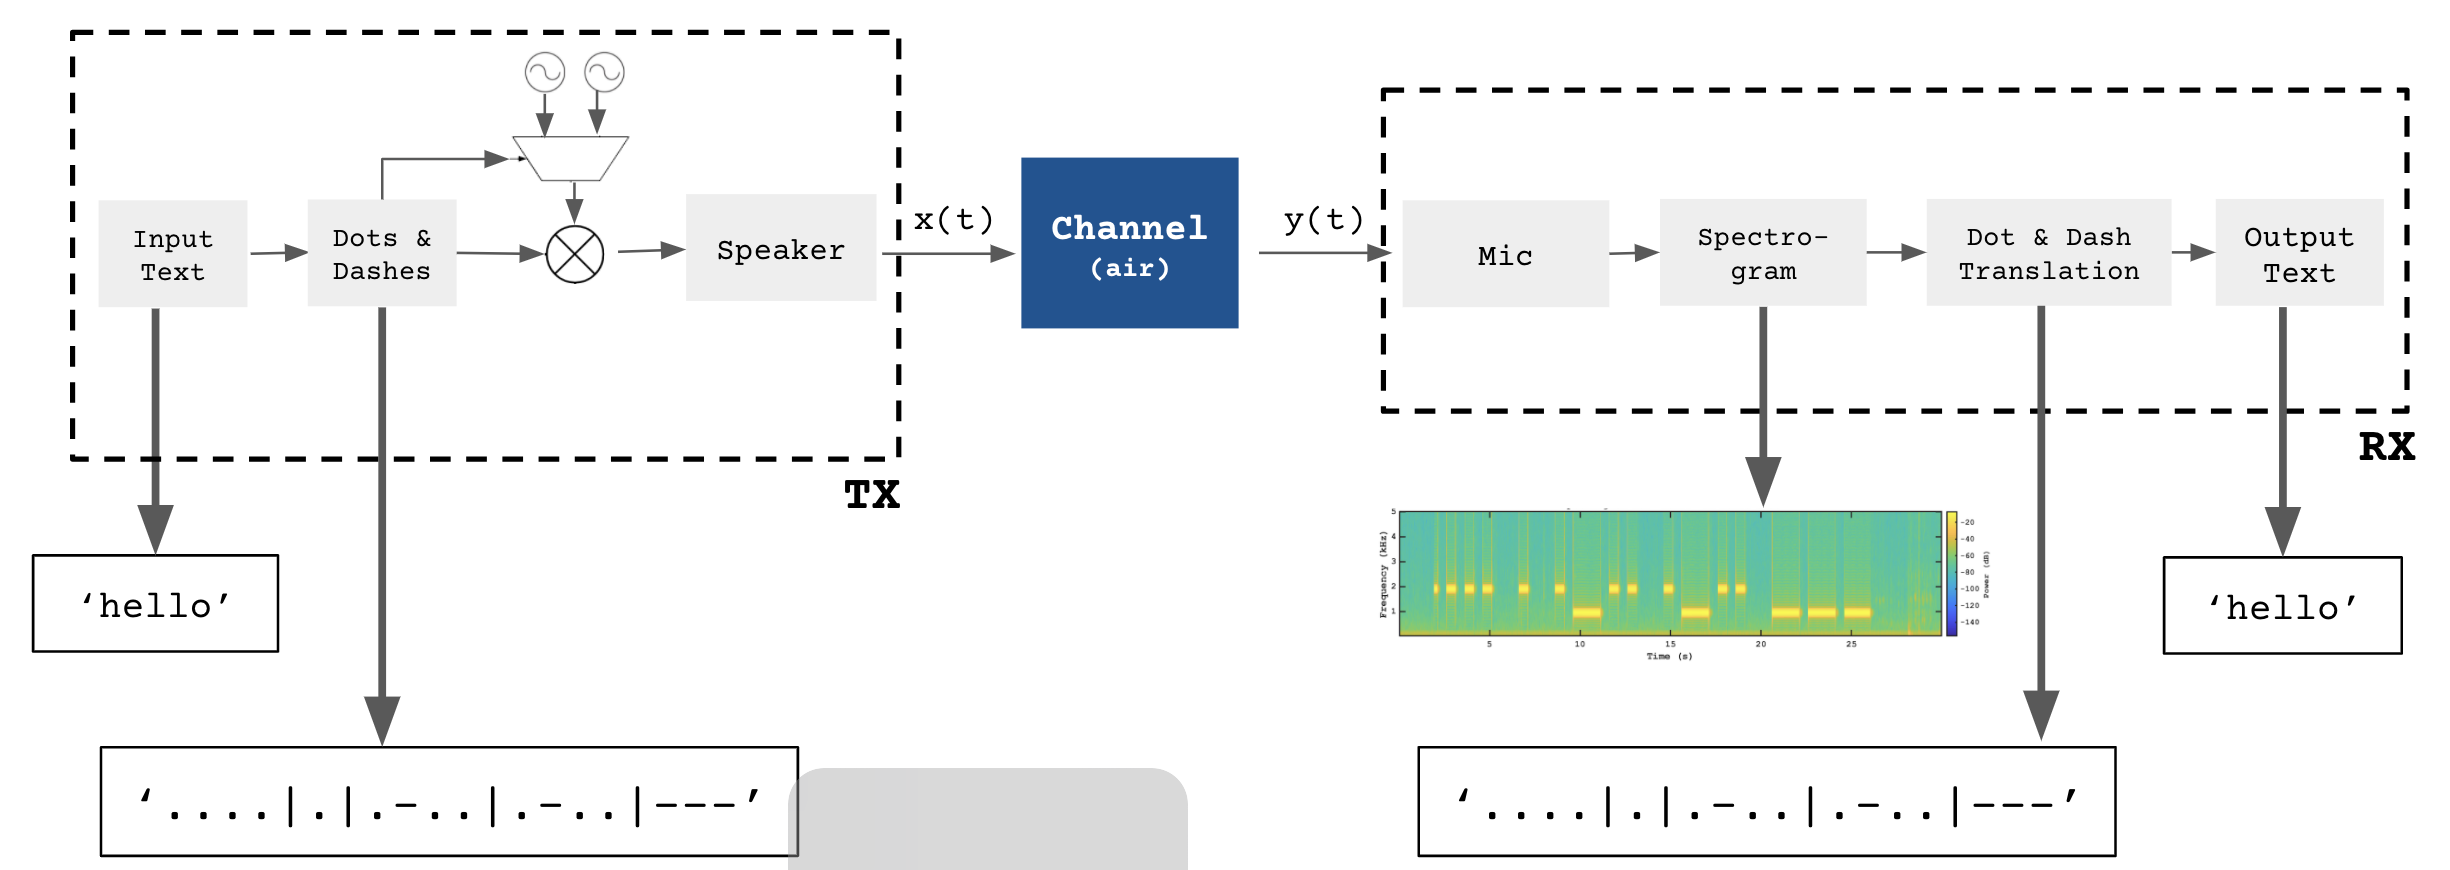 Input
Text
Dots &
Dashes
Speaker
x(t)
Channel
(air)
y(t)
Mic
Spectro-
gram
Dot & Dash
Translation
Output
Text
TX
RX
‘hello’
‘....|.|.-..|.-..|---’
Frequency (kHz)
5
4
3
2
1
5
10
15
20
25
Time (s)
-20
-40
-60
-80
-100
-120
-140
Power (dB)
‘....|.|.-..|.-..|---’
‘hello’